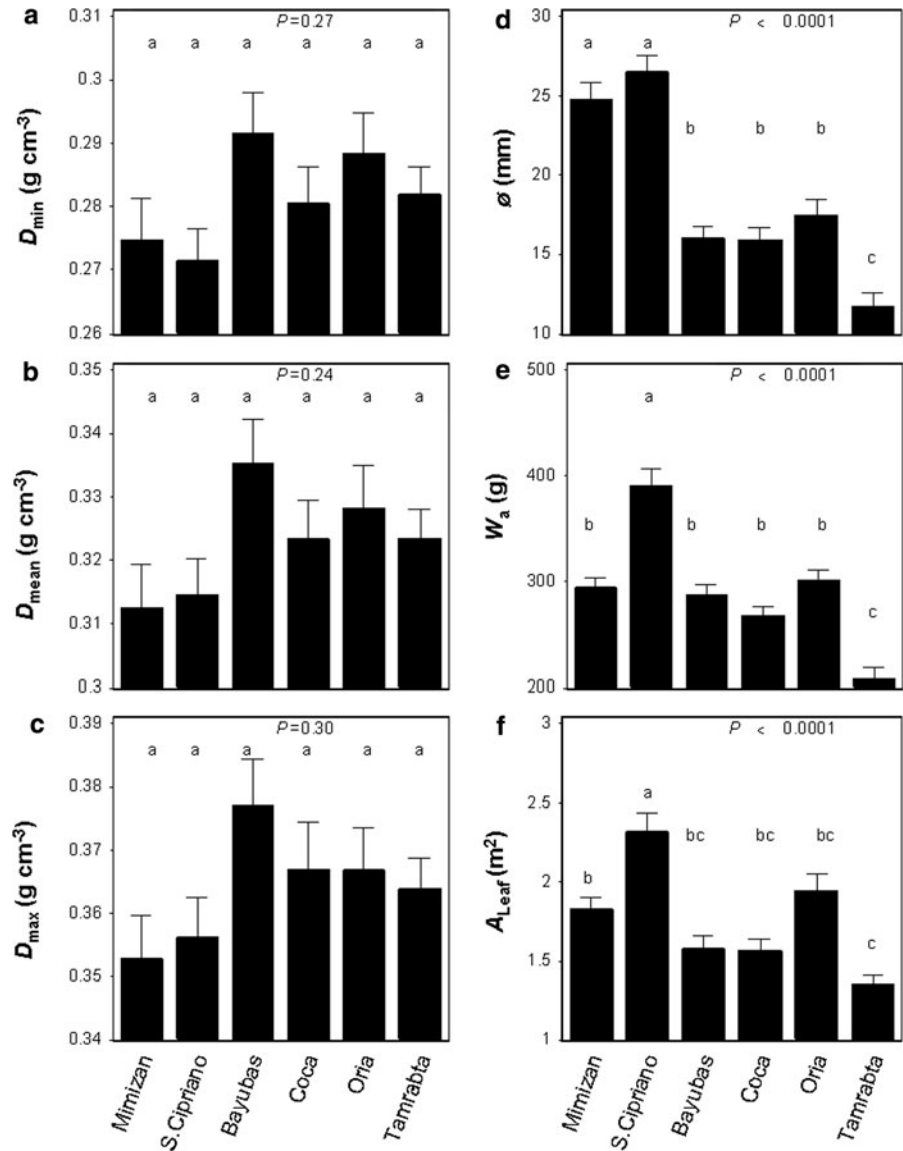 a
P=0.27
a a a a a a
0.31
0.3
0.29
0.28
0.27
0.26
Dmin (g cm-3)
b
P=0.24
a a a a a a
0.35
0.34
0.33
0.32
0.31
0.3
Dmean (g cm-3)
c
P=0.30
a a a a a a
0.39
0.38
0.37
0.36
0.35
0.34
Dmax (g cm-3)
Mimizan
S.Cipriano
Bayubas
Coca
Oria
Tamrabta
d
P < 0.0001
a a b b b c
30
25
20
15
10
ø (mm)
e
P < 0.0001
b a b b b c
500
400
300
200
Wa (g)
f
P < 0.0001
b a bc bc bc c
3
2.5
2
1.5
1
ALeaf (m2)
Mimizan
S.Cipriano
Bayubas
Coca
Oria
Tamrabta